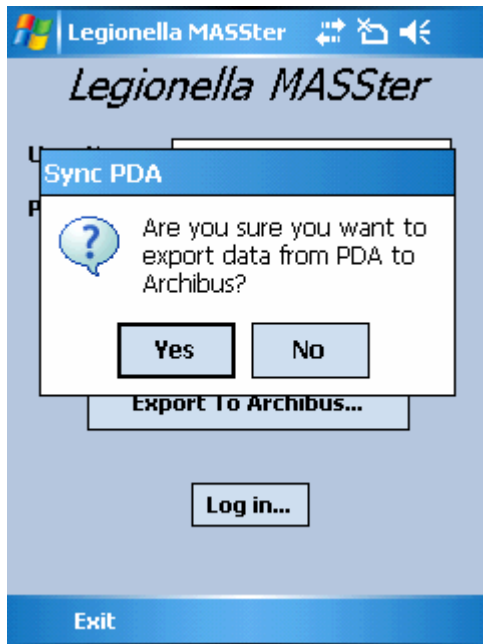 Legionella MASSter
Legionella MASSter
Sync PDA
Are you sure you want to
export data from PDA to
Archibus?
Yes
No
Export To Archibus...
Log in...
Exit